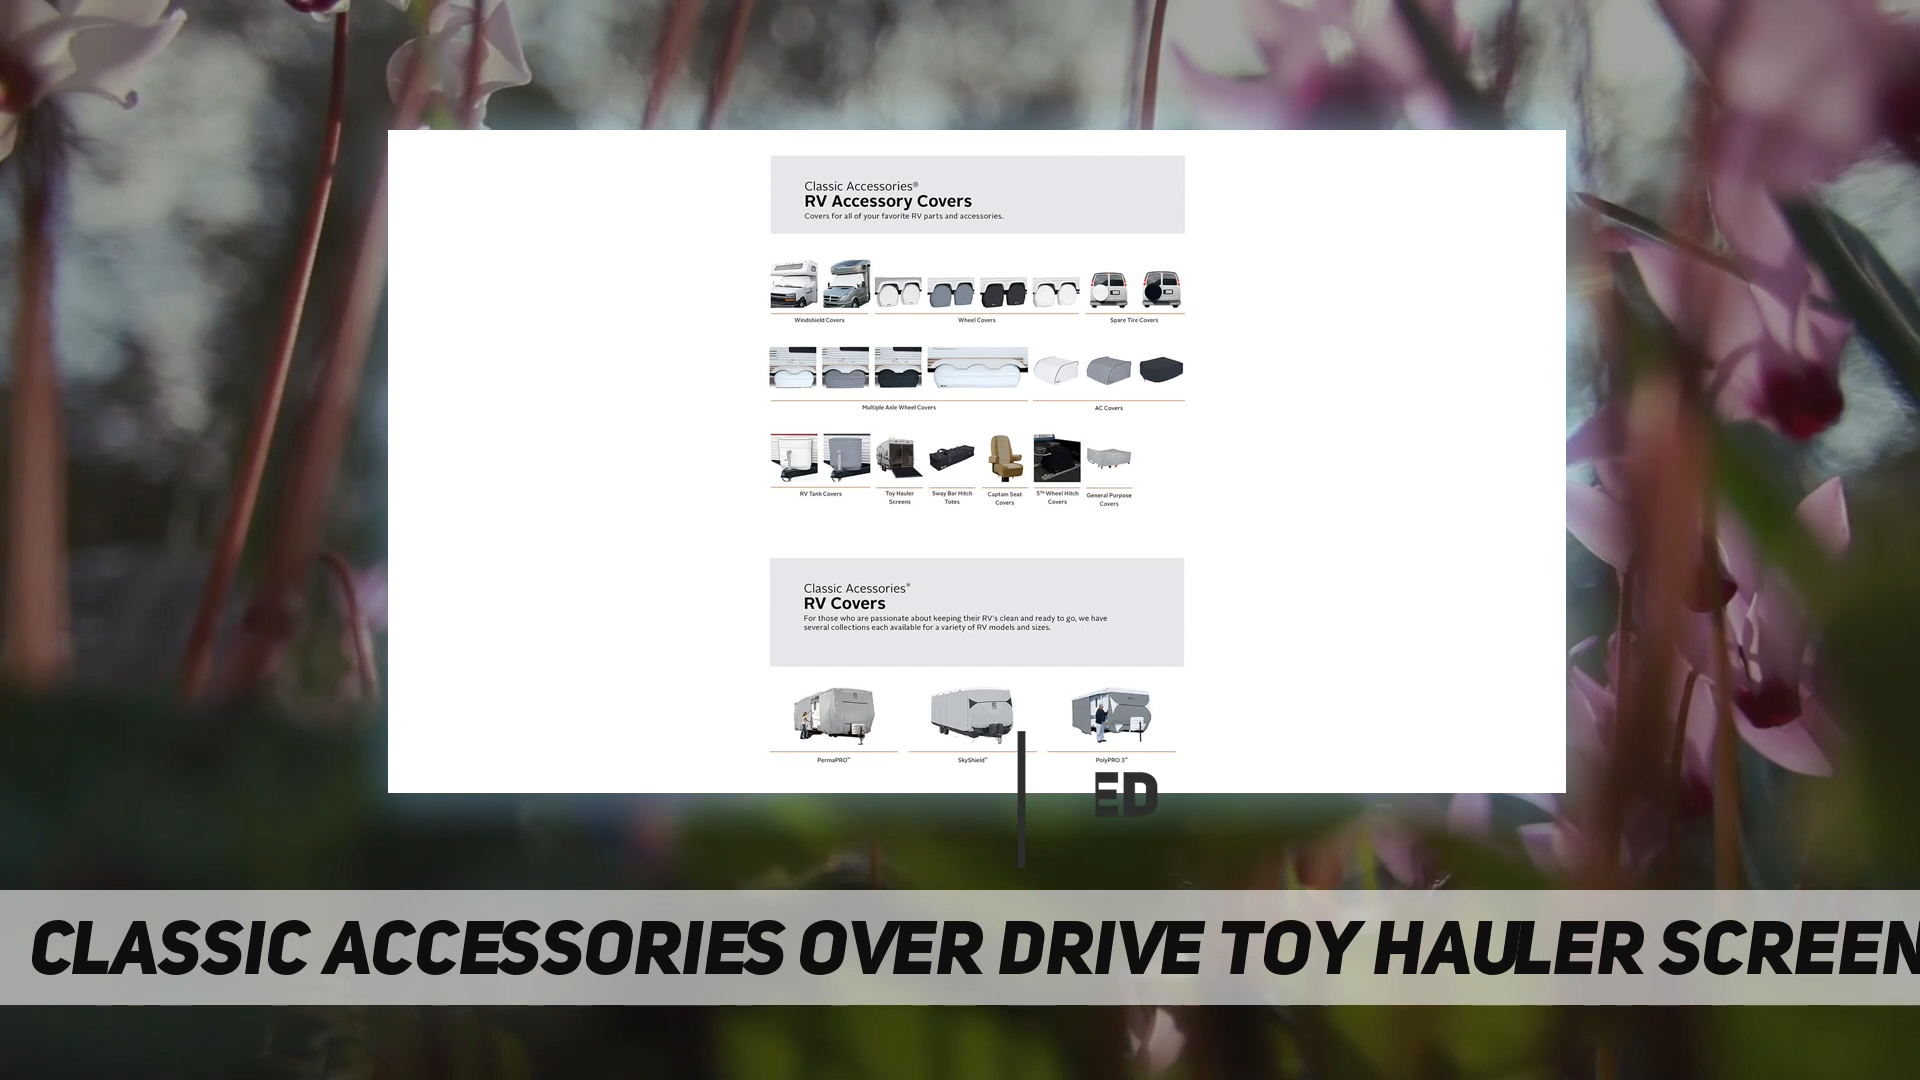 Classic Accessories®
RV Accessory Covers
Covers for all of your favorite RV parts and accessories.
Windshield Covers
Wheel Covers
Spare Tire Covers
Multiple Axle Wheel Covers
AC Covers
RV Tank Covers
Toy Hauler
Screens
Sway Bar Hitch
Totes
Captain Seat
Covers
5TH Wheel Hitch
Covers
General Purpose
Covers
Classic Acessories®
RV Covers
For those who are passionate about keeping their RV's clean and ready to go, we have
several collections each available for a variety of RV models and sizes.
PermaPRO™
SkyShield™
PolyPRO 3™
ED
CLASSIC ACCESSORIES OVER DRIVE TOY HAULER SCREEN